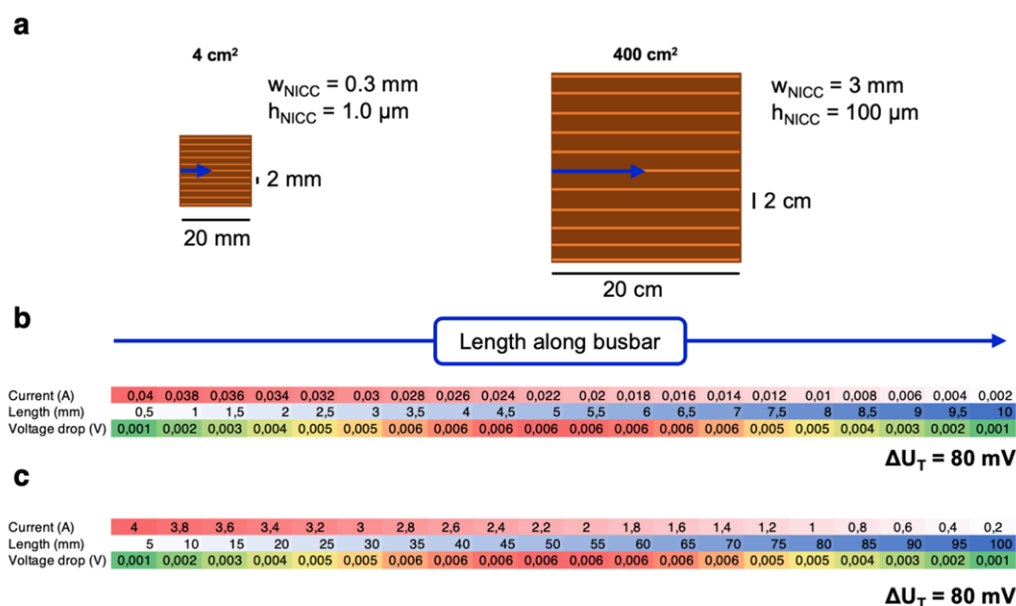 a
4 cm²
400 cm²
wNICC = 0.3 mm
hNICC = 1.0 µm
wNICC = 3 mm
hNICC = 100 µm
2 mm
2 cm
20 mm
20 cm
b
Length along busbar
Current (A) 0,04 0,038 0,036 0,034 0,032 0,03 0,028 0,026 0,024 0,022 0,02 0,018 0,016 0,014 0,012 0,01 0,008 0,006 0,004 0,002
Length (mm) 0,5 1 1,5 2 2,5 3 3,5 4 4,5 5 5,5 6 6,5 7 7,5 8 8,5 9 9,5 10
Voltage drop (V) 0,001 0,002 0,003 0,004 0,005 0,005 0,006 0,006 0,006 0,006 0,006 0,006 0,006 0,006 0,005 0,005 0,004 0,003 0,002 0,001
ΔUT = 80 mV
c
Current (A) 4 3,8 3,6 3,4 3,2 3 2,8 2,6 2,4 2,2 2 1,8 1,6 1,4 1,2 1 0,8 0,6 0,4 0,2
Length (mm) 5 10 15 20 25 30 35 40 45 50 55 60 65 70 75 80 85 90 95 100
Voltage drop (V) 0,001 0,002 0,003 0,004 0,005 0,005 0,006 0,006 0,006 0,006 0,006 0,006 0,006 0,006 0,005 0,005 0,004 0,003 0,002 0,001
ΔUT = 80 mV